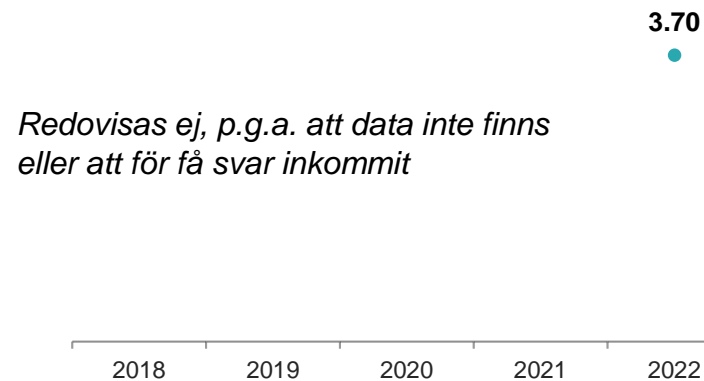 3.70
Redovisas ej, p.g.a. att data inte finns
eller att för få svar inkommit
2018 2019 2020 2021 2022